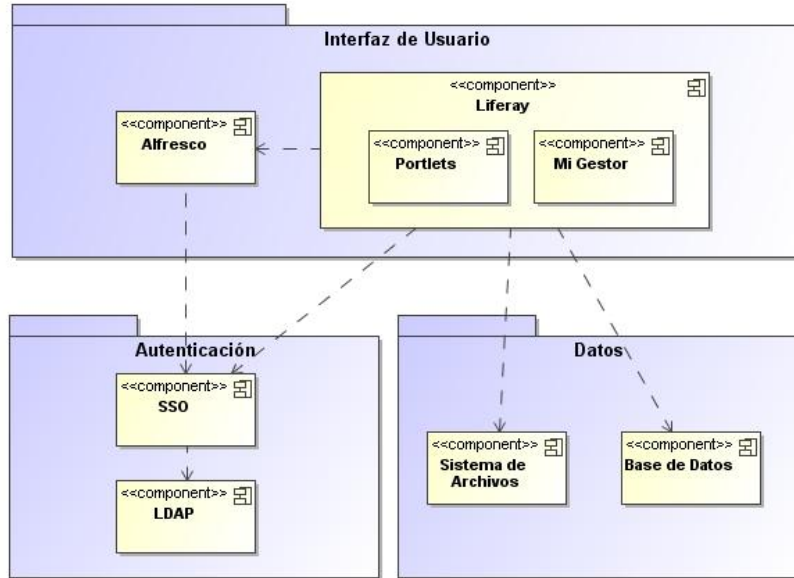 Interfaz de Usuario
<<component>>
Liferay
<<component>>
Alfresco
<<component>>
Portlets
<<component>>
Mi Gestor
Autenticación
<<component>>
SSO
<<component>>
LDAP
Datos
<<component>>
Sistema de
Archivos
<<component>>
Base de Datos